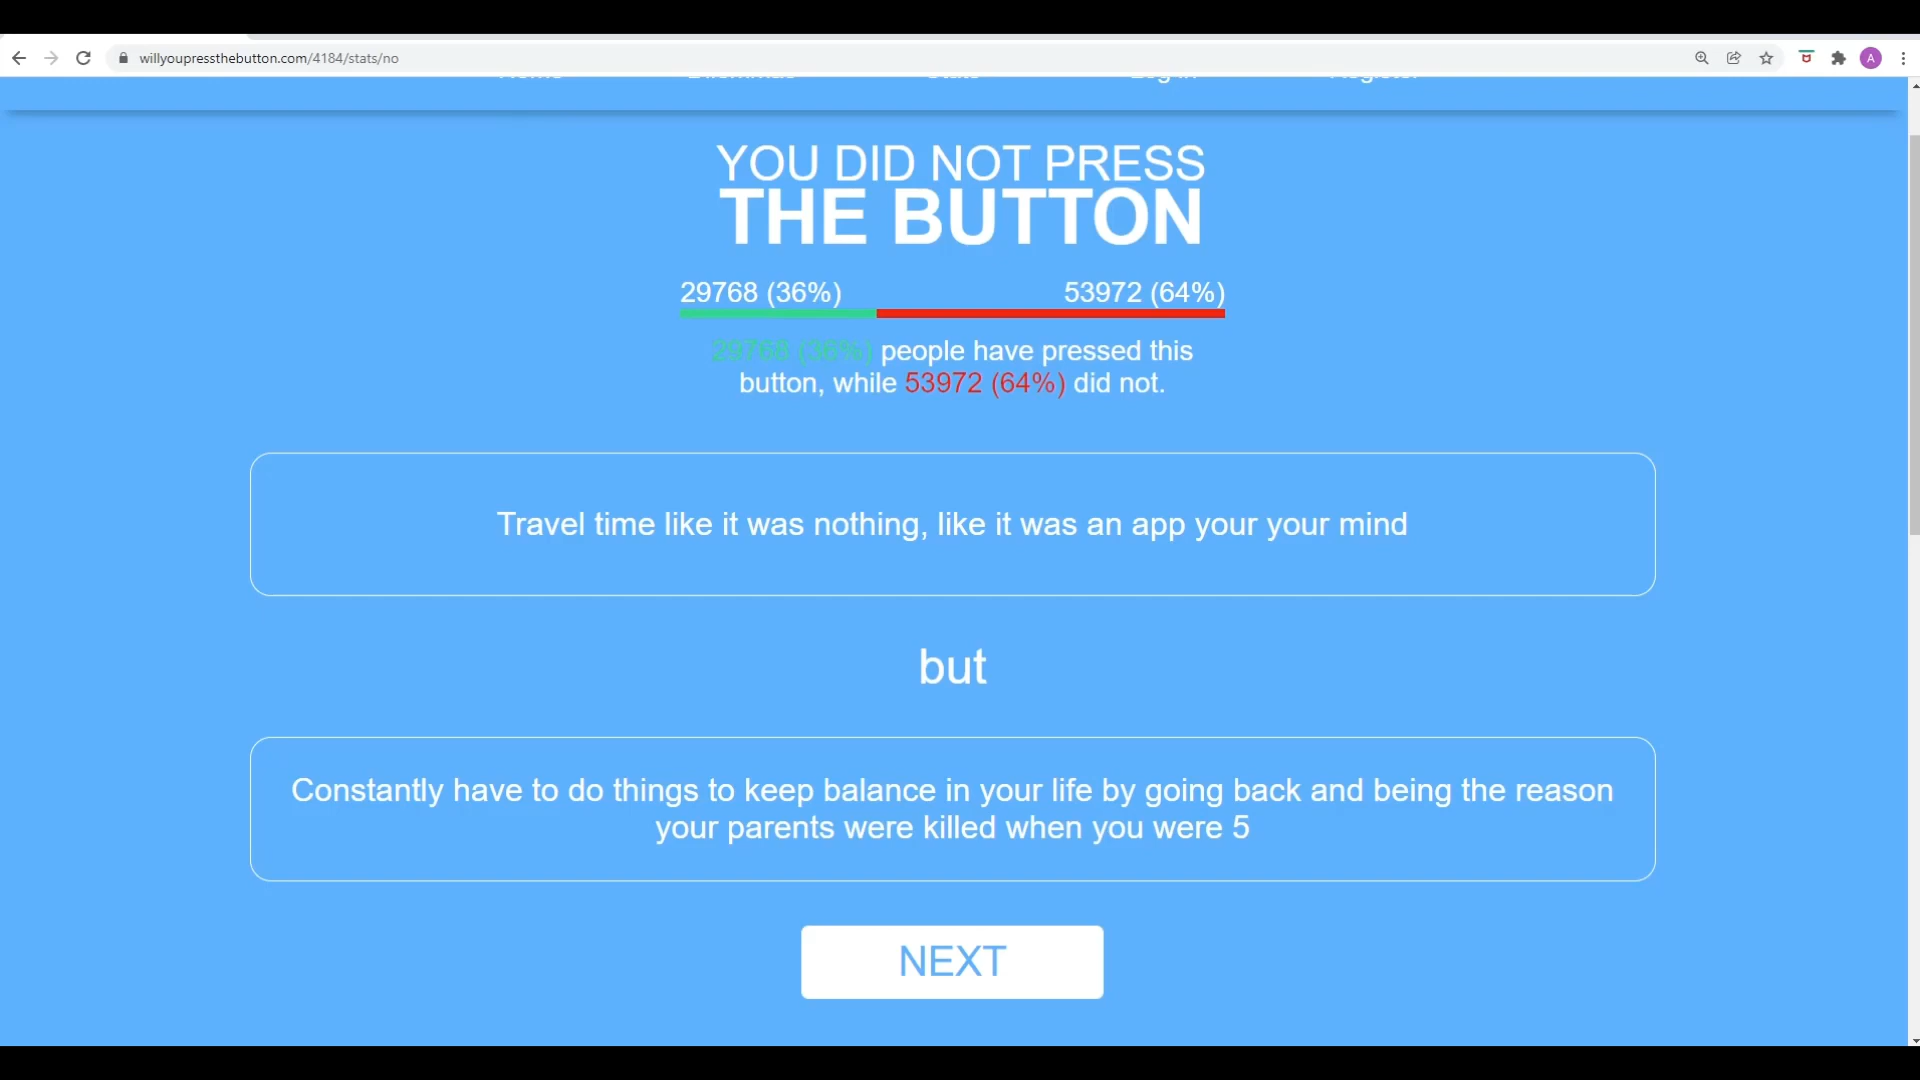 willyoupressthebutton.com/4184/stats/no
A
YOU DID NOT PRESS
THE BUTTON
29768 (36%) 53972 (64%)
29768 (36%) people have pressed this
button, while 53972 (64%) did not.
Travel time like it was nothing, like it was an app your your mind
but
Constantly have to do things to keep balance in your life by going back and being the reason
your parents were killed when you were 5
NEXT